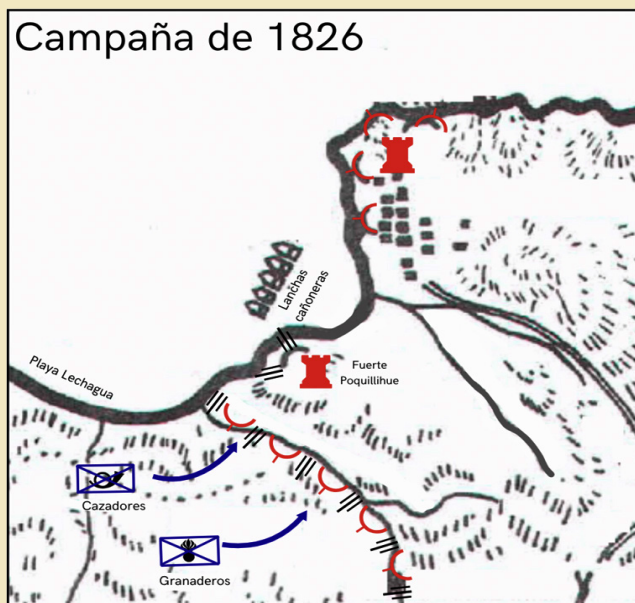 Campaña de 1826
Lanchas
cañoneras
Playa Lechagua
Fuerte
Poquillihue
Cazadores
Granaderos